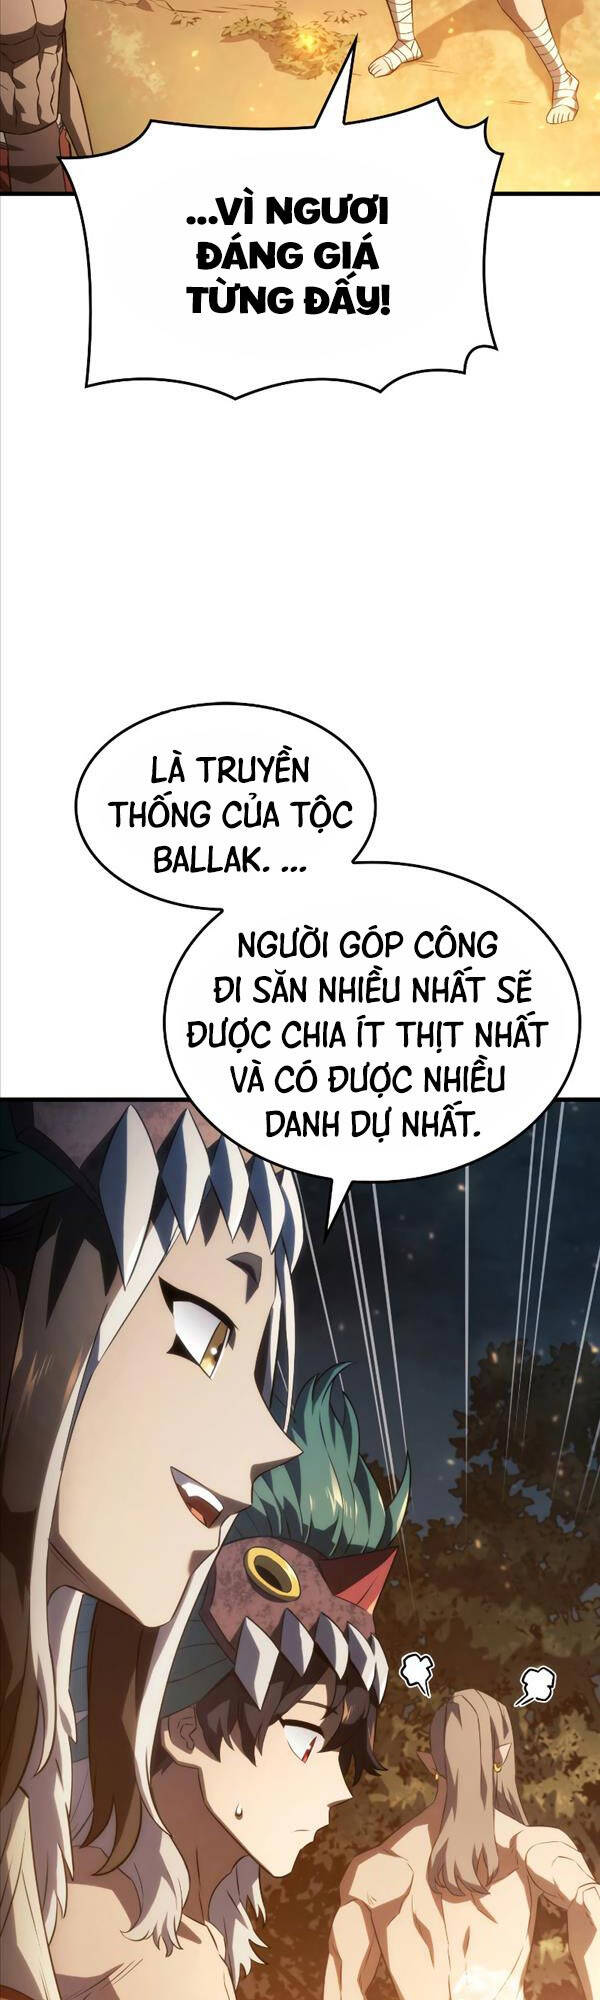 ...VÌ NGƯƠI
ĐÁNG GIÁ
TỪNG ĐẤY!
LÀ TRUYỀN
THỐNG CỦA TỘC
BALLAK. ...
NGƯỜI GÓP CÔNG
ĐI SĂN NHIỀU NHẤT SẼ
ĐƯỢC CHIA ÍT THỊT NHẤT
VÀ CÓ ĐƯỢC NHIỀU
DANH DỰ NHẤT.